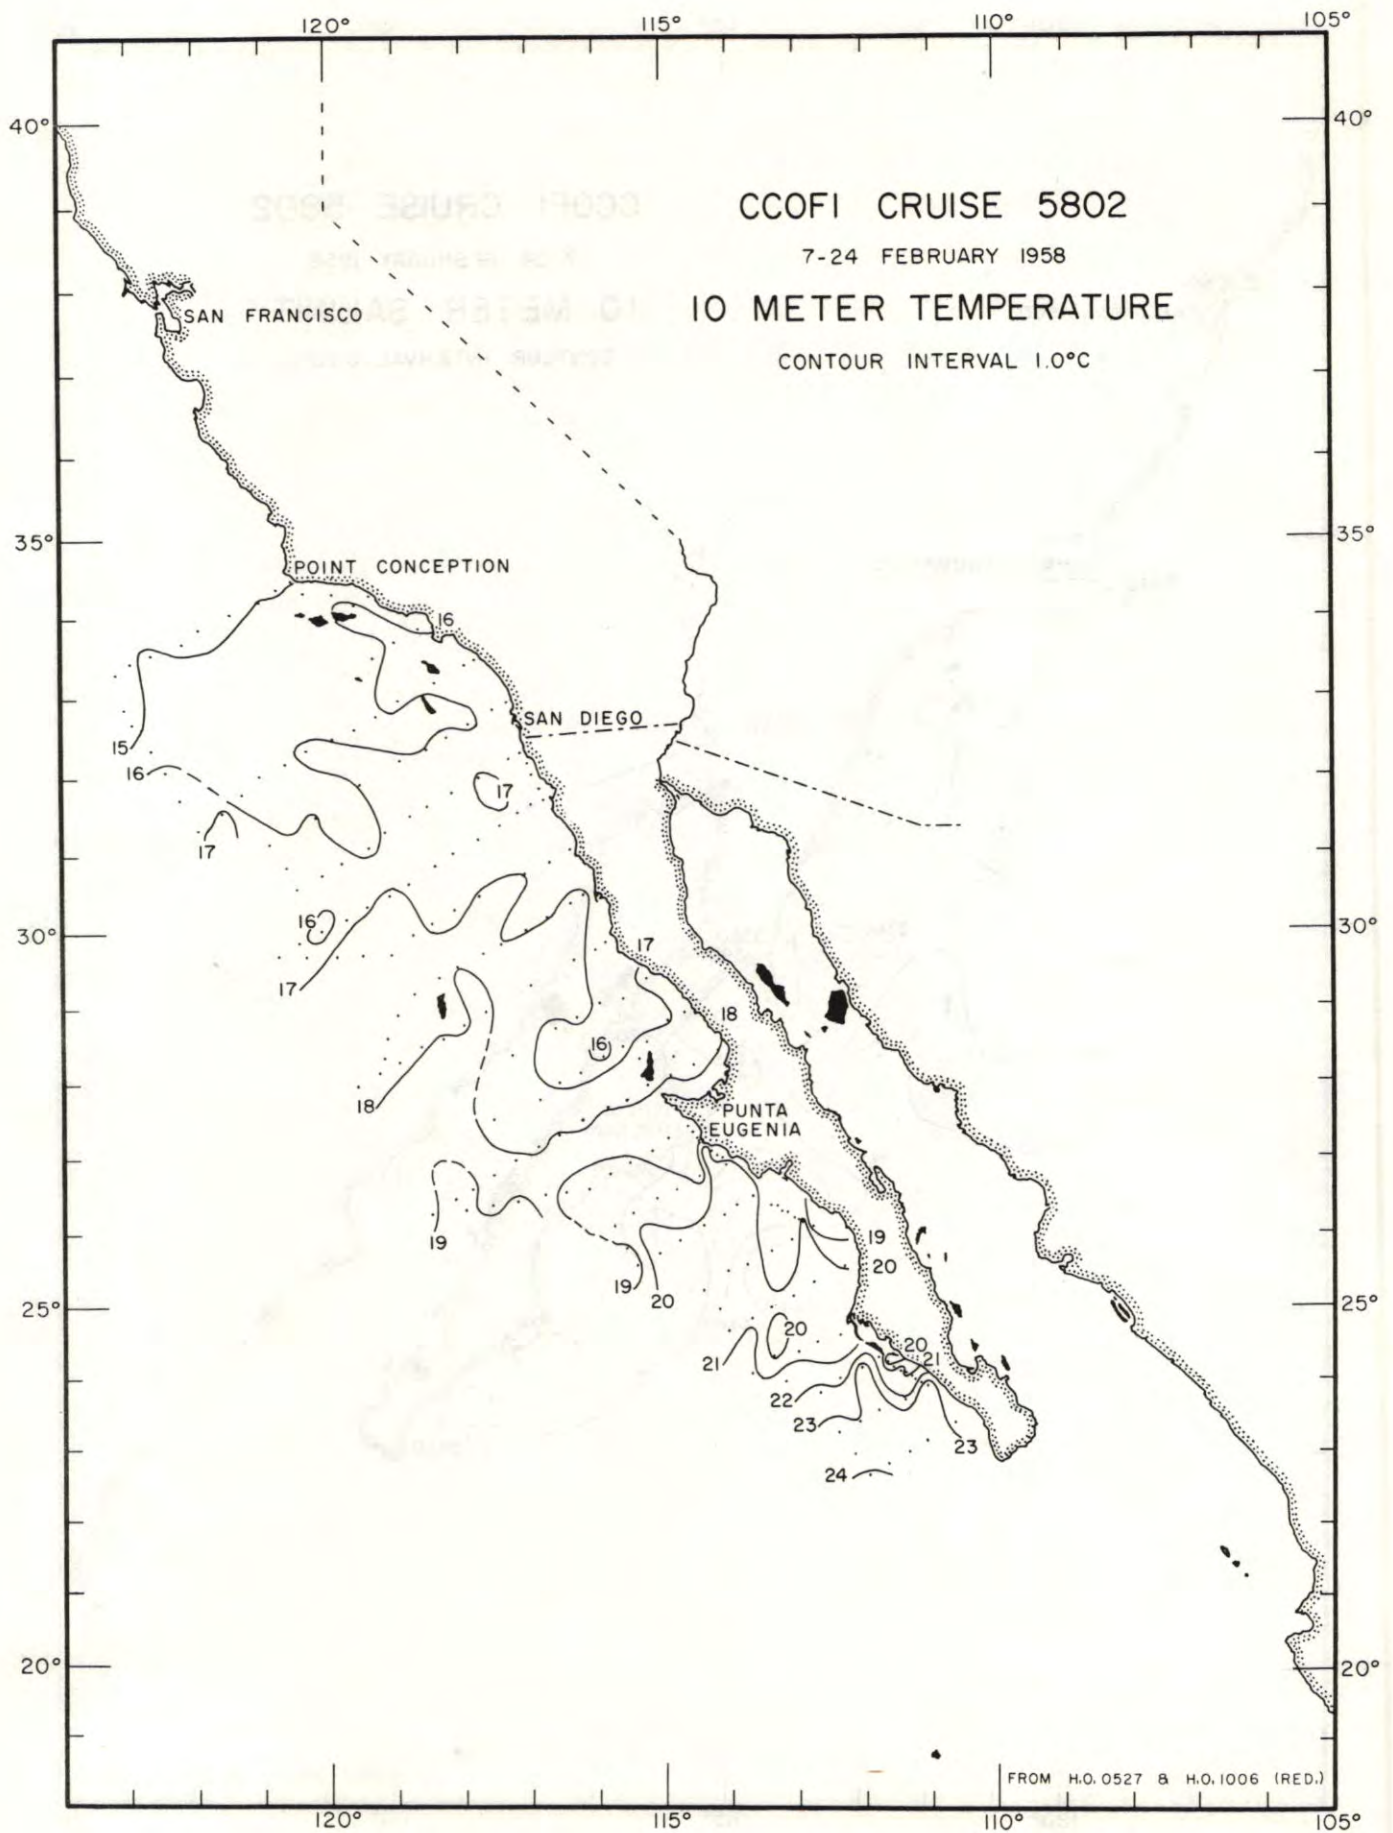 120° 115° 110° 105°
40° 40°
CCOFI CRUISE 5802
7-24 FEBRUARY 1958
10 METER TEMPERATURE
CONTOUR INTERVAL 1.0°C
SAN FRANCISCO
35° 35°
POINT CONCEPTION
16
SAN DIEGO
15
16
17
17
16
30° 30°
17
17
18
16
18
PUNTA
EUGENIA
19
19
20
19
20
25° 25°
20
20
21
21
22
23
23
24
20° 20°
FROM H.O. 0527 & H.O. 1006 (RED.)
120° 115° 110° 105°